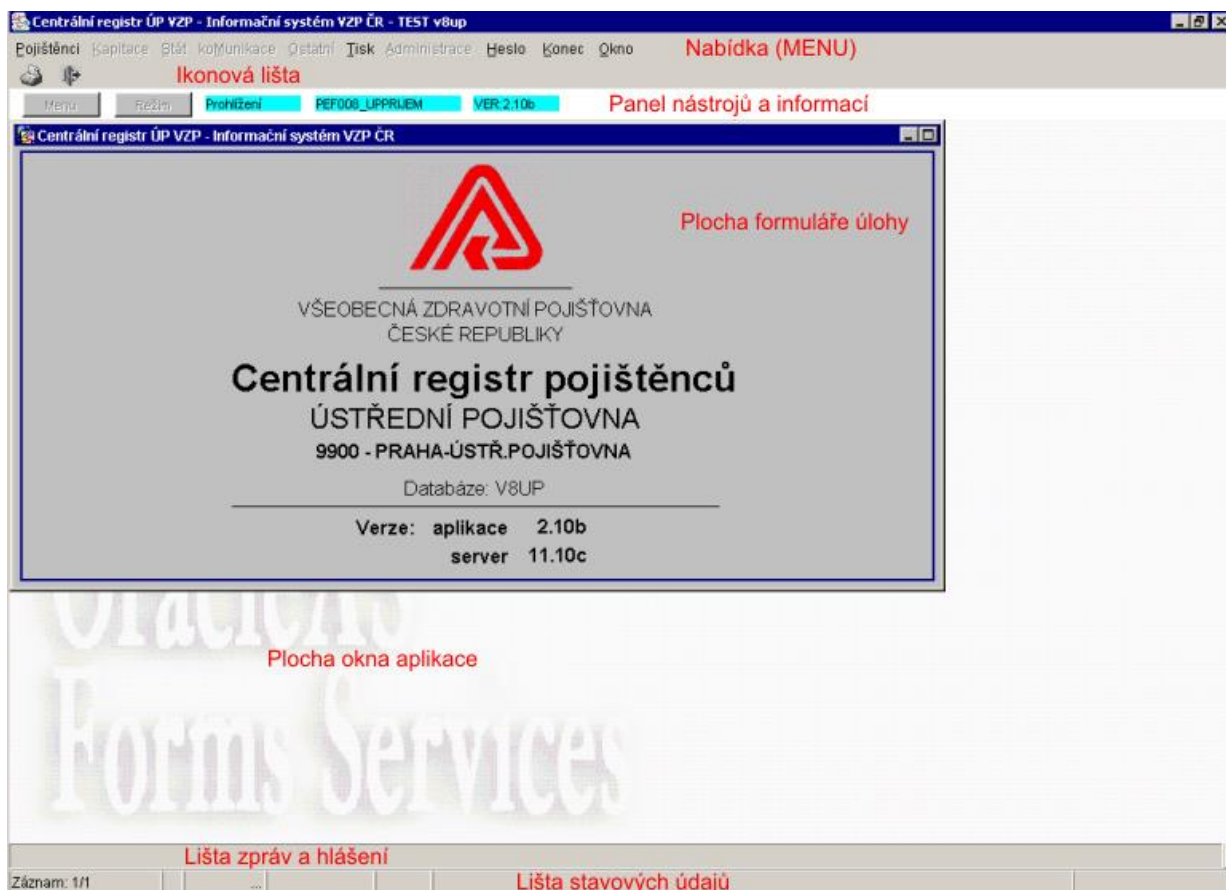 Centrální registr ÚP VZP - Informační systém VZP ČR - TEST v8up
Pojištěnci Kapitace Stát koMunikace Ostatní Tisk Administrace Heslo Konec Okno Nabídka (MENU)
Ikonová lišta
Menu Režim Prohlížení PEF008_UPPRIJEM VER:2.10b Panel nástrojů a informací
Centrální registr ÚP VZP - Informační systém VZP ČR
Plocha formuláře úlohy
VŠEOBECNÁ ZDRAVOTNÍ POJIŠŤOVNA
ČESKÉ REPUBLIKY
Centrální registr pojištěnců
ÚSTŘEDNÍ POJIŠŤOVNA
9900 - PRAHA-ÚSTŘ.POJIŠŤOVNA
Databáze: V8UP
Verze: aplikace 2.10b
server 11.10c
OracleAS
Plocha okna aplikace
Forms Services
Lišta zpráv a hlášení
Záznam: 1/1 ... Lišta stavových údajů